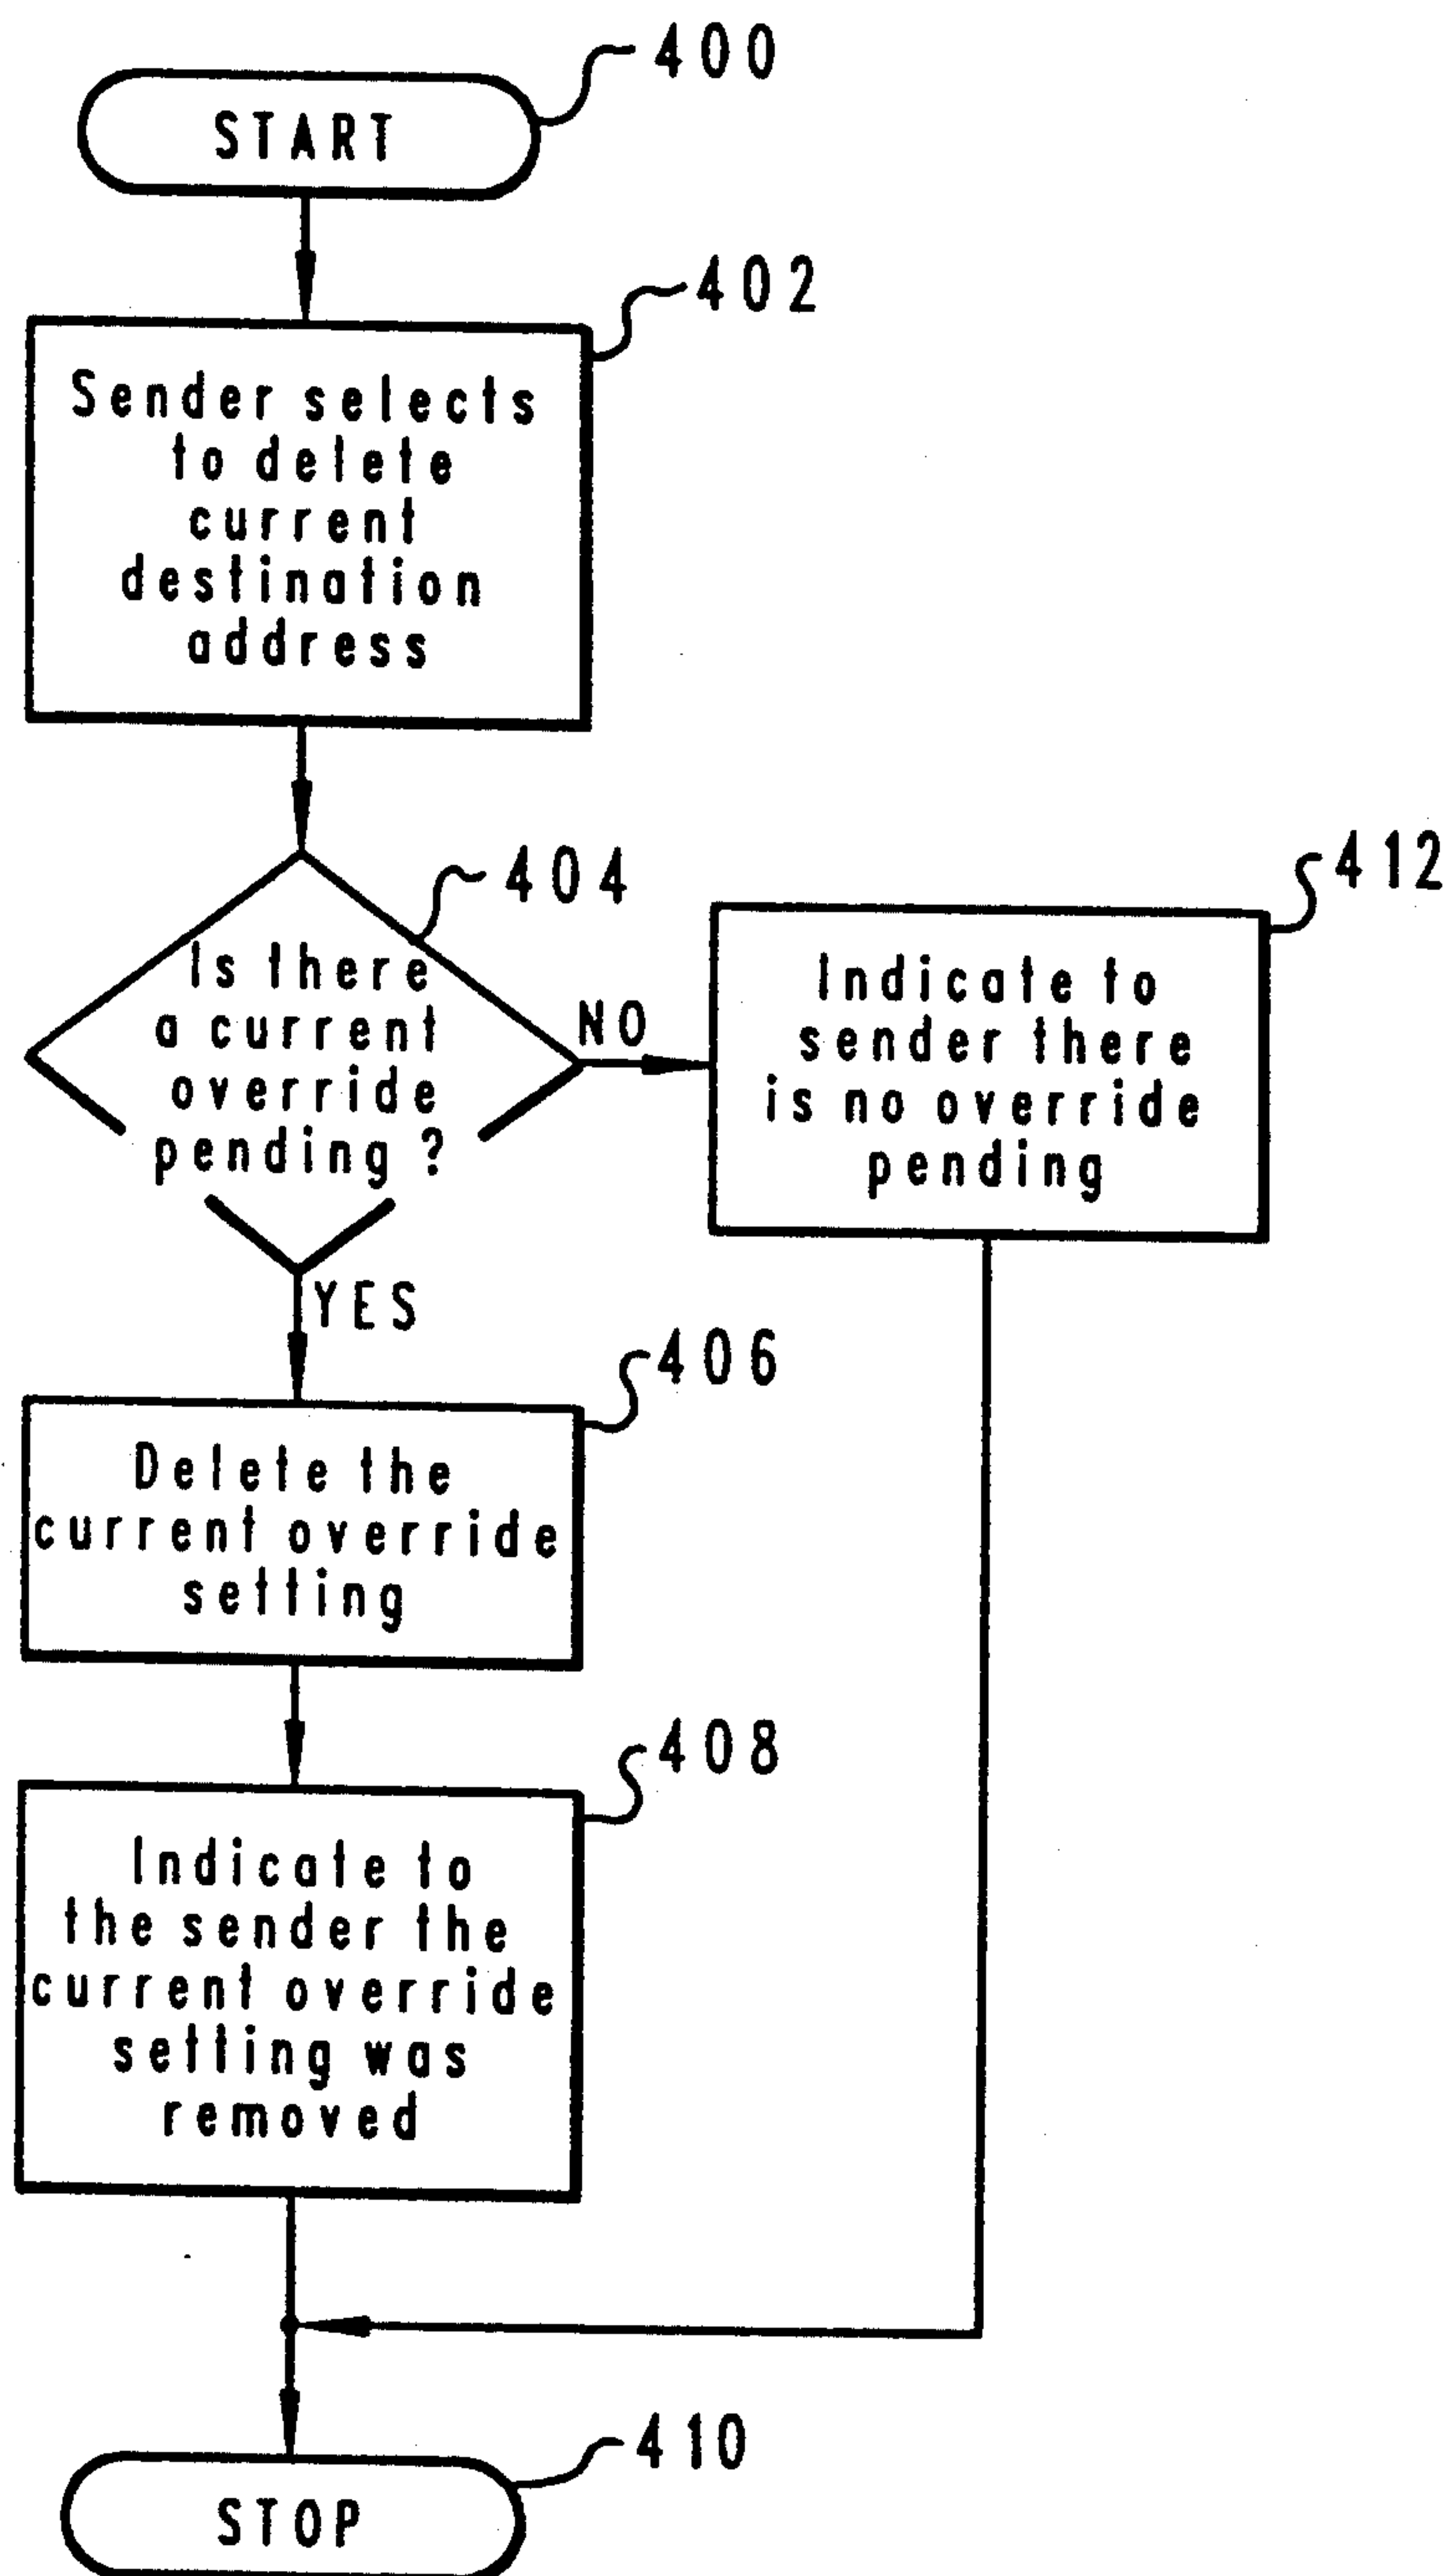 400
START
402
Sender selects
to delete
current
destination
address
404
Is there
a current
override
pending ?
NO
412
Indicate to
sender there
is no override
pending
YES
406
Delete the
current override
setting
408
Indicate to
the sender the
current override
setting was
removed
410
STOP